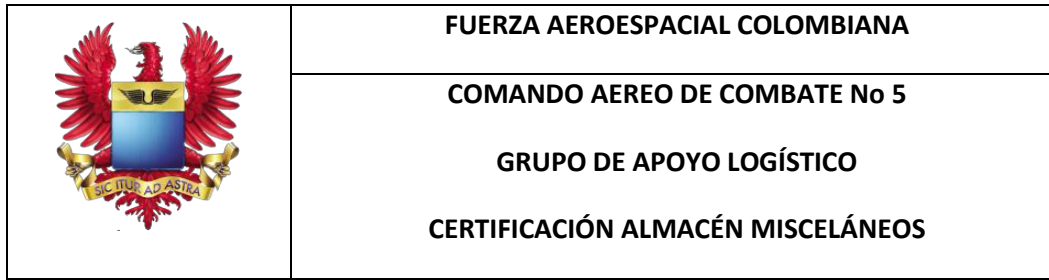 FUERZA AEROESPACIAL COLOMBIANA
COMANDO AEREO DE COMBATE No 5
GRUPO DE APOYO LOGÍSTICO
CERTIFICACIÓN ALMACÉN MISCELÁNEOS
SIC ITUR AD ASTRA